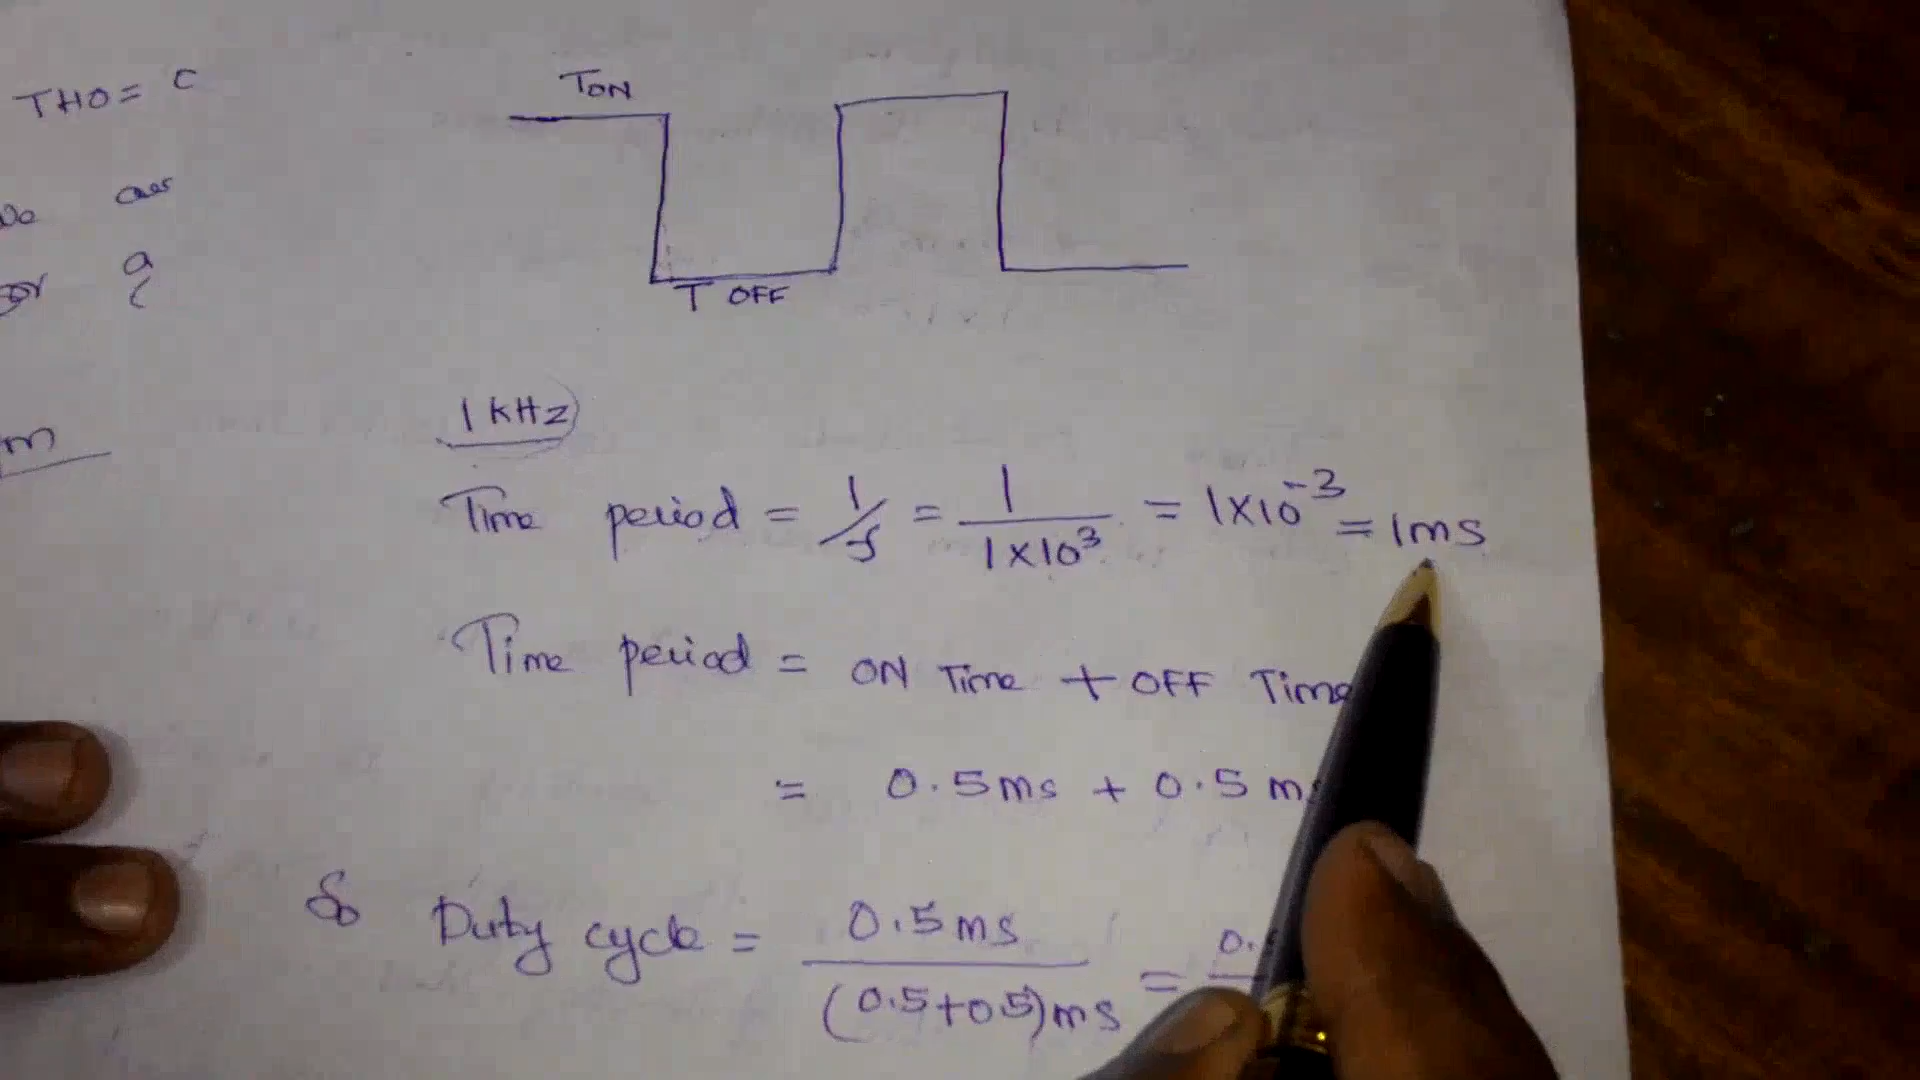 THO = C
TON
T OFF
1 kHz
Time period = 1/f = 1/1x10³ = 1x10⁻³ = 1ms
Time period = ON Time + OFF Time
= 0.5ms + 0.5 ms
So Duty cycle = 0.5ms/(0.5+0.5)ms =